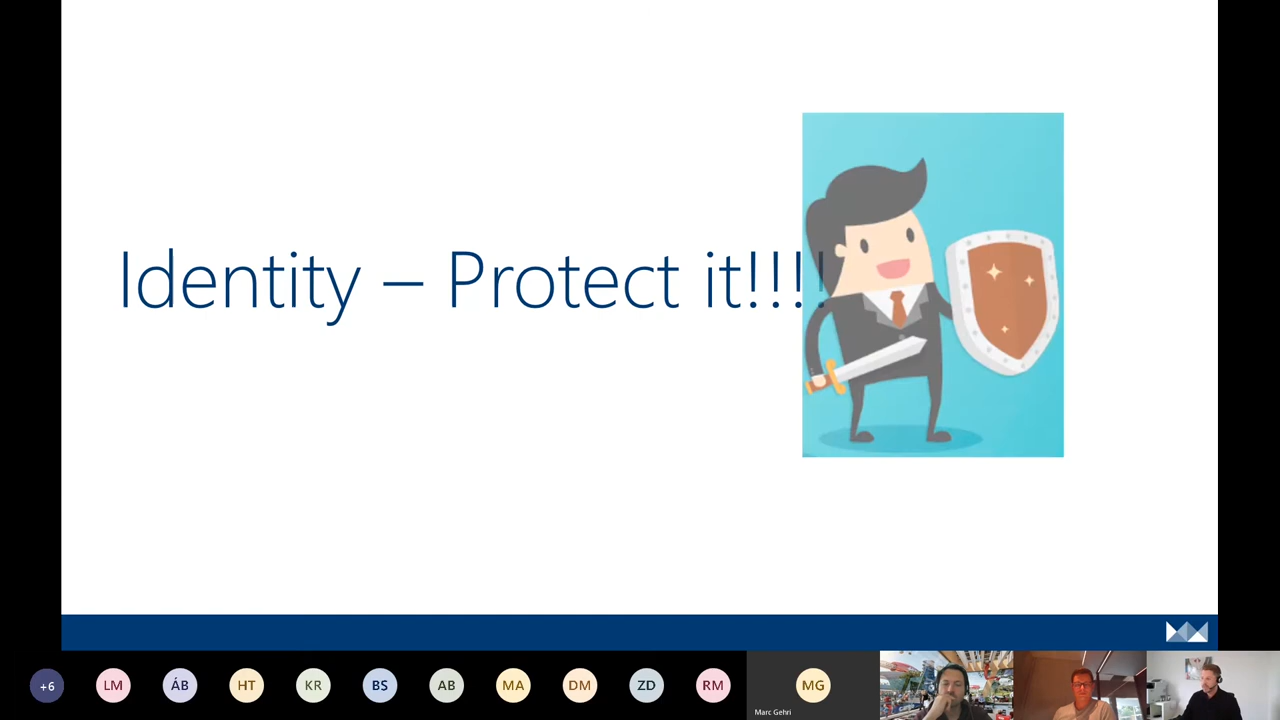 Identity – Protect it!!!!
+6
LM
ÁB
HT
KR
BS
AB
MA
DM
ZD
RM
MG
Marc Gehri